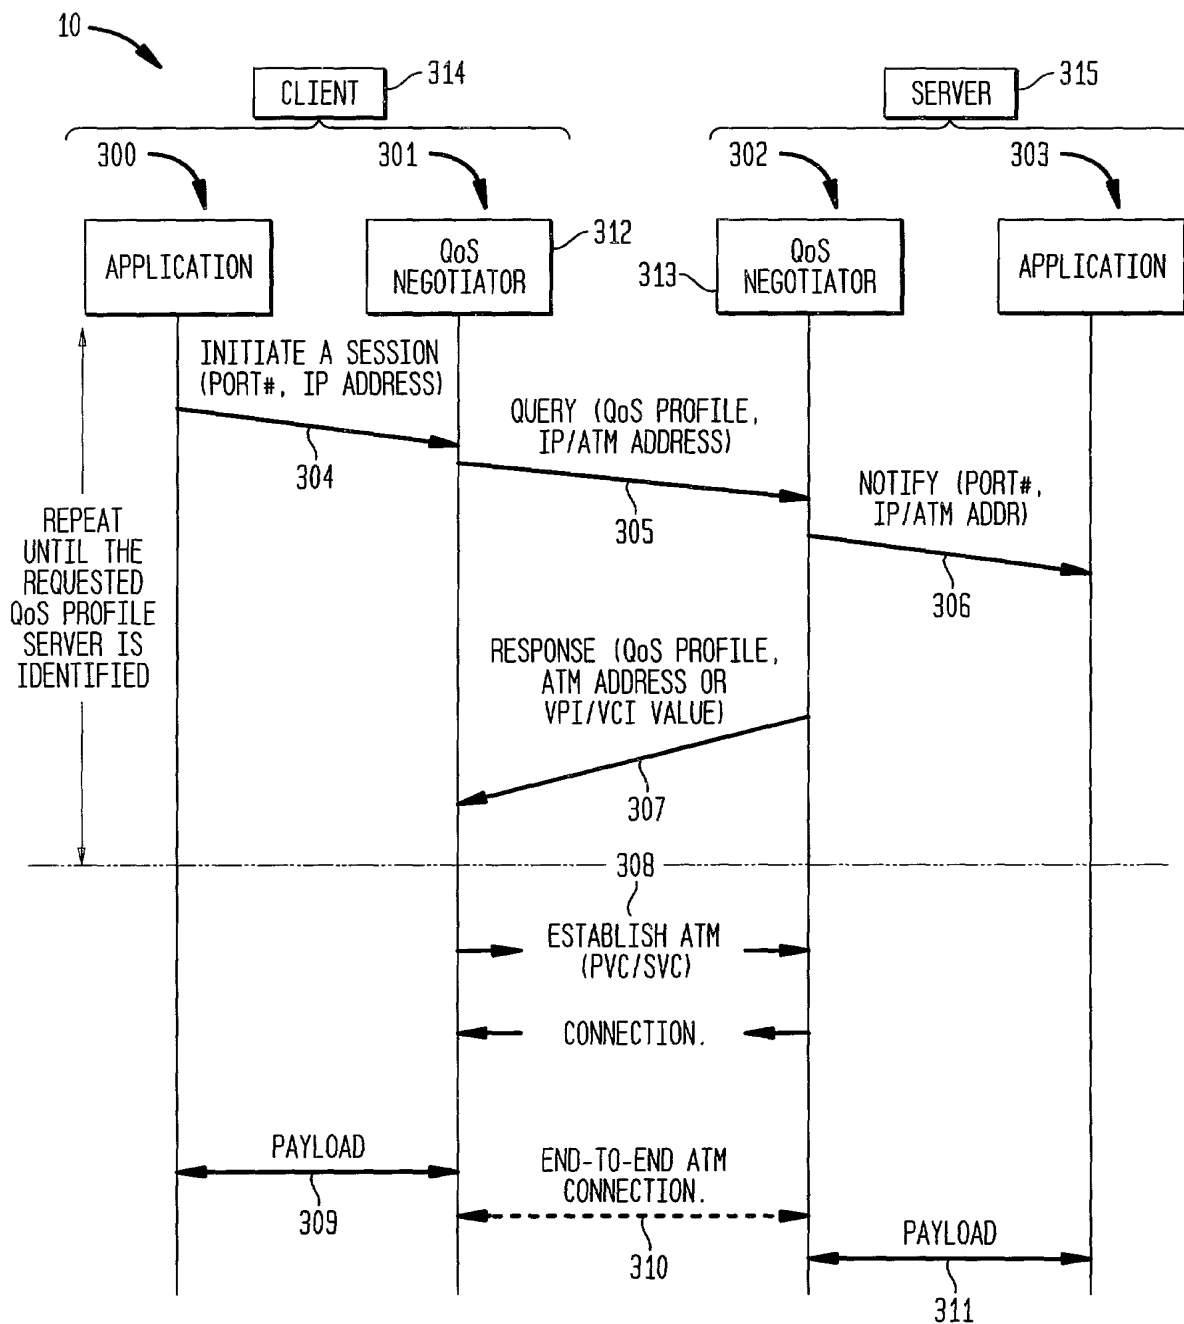 10
CLIENT
314
SERVER
315
300
301
302
303
APPLICATION
QoS
NEGOTIATOR
312
313
QoS
NEGOTIATOR
APPLICATION
INITIATE A SESSION
(PORT#, IP ADDRESS)
304
QUERY (QoS PROFILE,
IP/ATM ADDRESS)
305
NOTIFY (PORT#,
IP/ATM ADDR)
306
REPEAT
UNTIL THE
REQUESTED
QoS PROFILE
SERVER IS
IDENTIFIED
RESPONSE (QoS PROFILE,
ATM ADDRESS OR
VPI/VCI VALUE)
307
308
ESTABLISH ATM
(PVC/SVC)
CONNECTION.
PAYLOAD
309
END-TO-END ATM
CONNECTION.
310
PAYLOAD
311